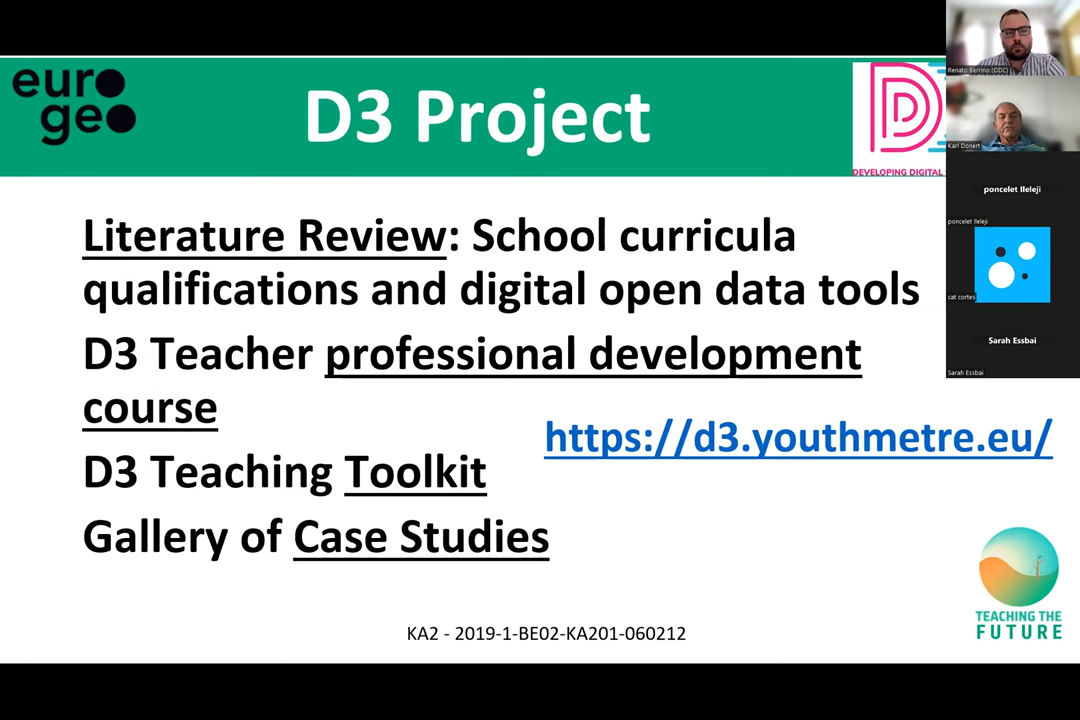 euro
geo
D3 Project
DEVELOPING DIGITAL
Literature Review: School curricula
qualifications and digital open data tools
D3 Teacher professional development
course
https://d3.youthmetre.eu/
D3 Teaching Toolkit
Gallery of Case Studies
TEACHING THE
FUTURE
KA2 - 2019-1-BE02-KA201-060212
Renato Berrino (ODC)
Karl Donert
poncelet Ileleji
poncelet Ileleji
cat cortes
Sarah Essbai
Sarah Essbai